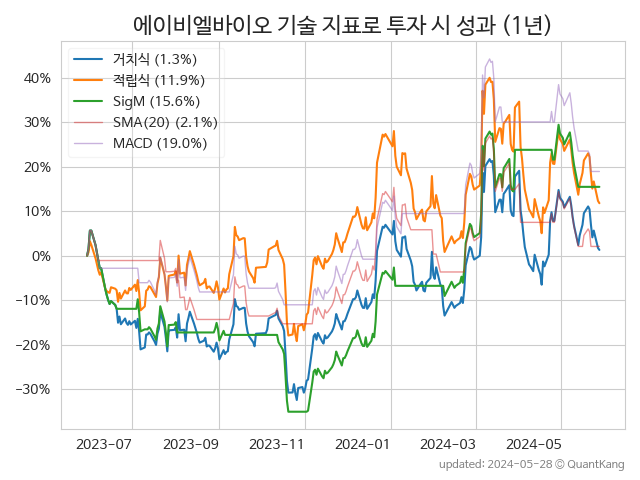 에이비엘바이오 기술 지표로 투자 시 성과 (1년)
거치식 (1.3%)
적립식 (11.9%)
SigM (15.6%)
SMA(20) (2.1%)
MACD (19.0%)
40%
30%
20%
10%
0%
−10%
−20%
−30%
2023-07 2023-09 2023-11 2024-01 2024-03 2024-05
updated: 2024-05-28 © QuantKang